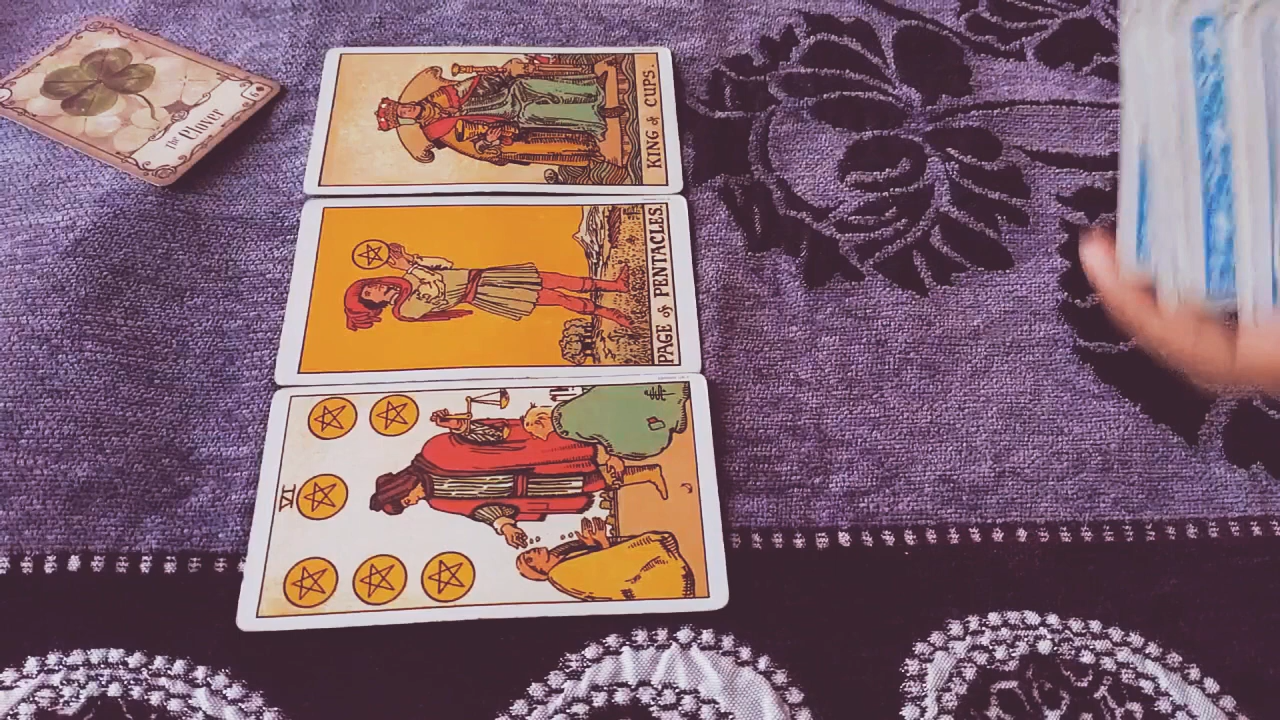 The Clover
KING of CUPS.
PAGE of PENTACLES.
VI